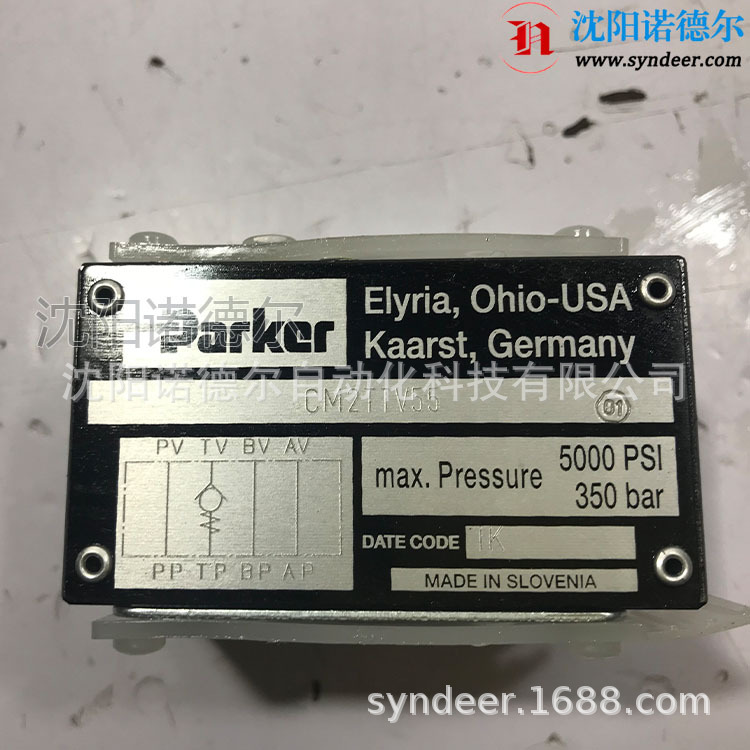 沈阳诺德尔
www.syndeer.com
沈阳诺德尔
Parker
Elyria, Ohio-USA
Kaarst, Germany
沈阳诺德尔自动化科技有限公司
CM2TTV55
01
PV TV BV AV
PP TP BP AP
max. Pressure
5000 PSI
350 bar
DATE CODE 1K
MADE IN SLOVENIA
syndeer.1688.com